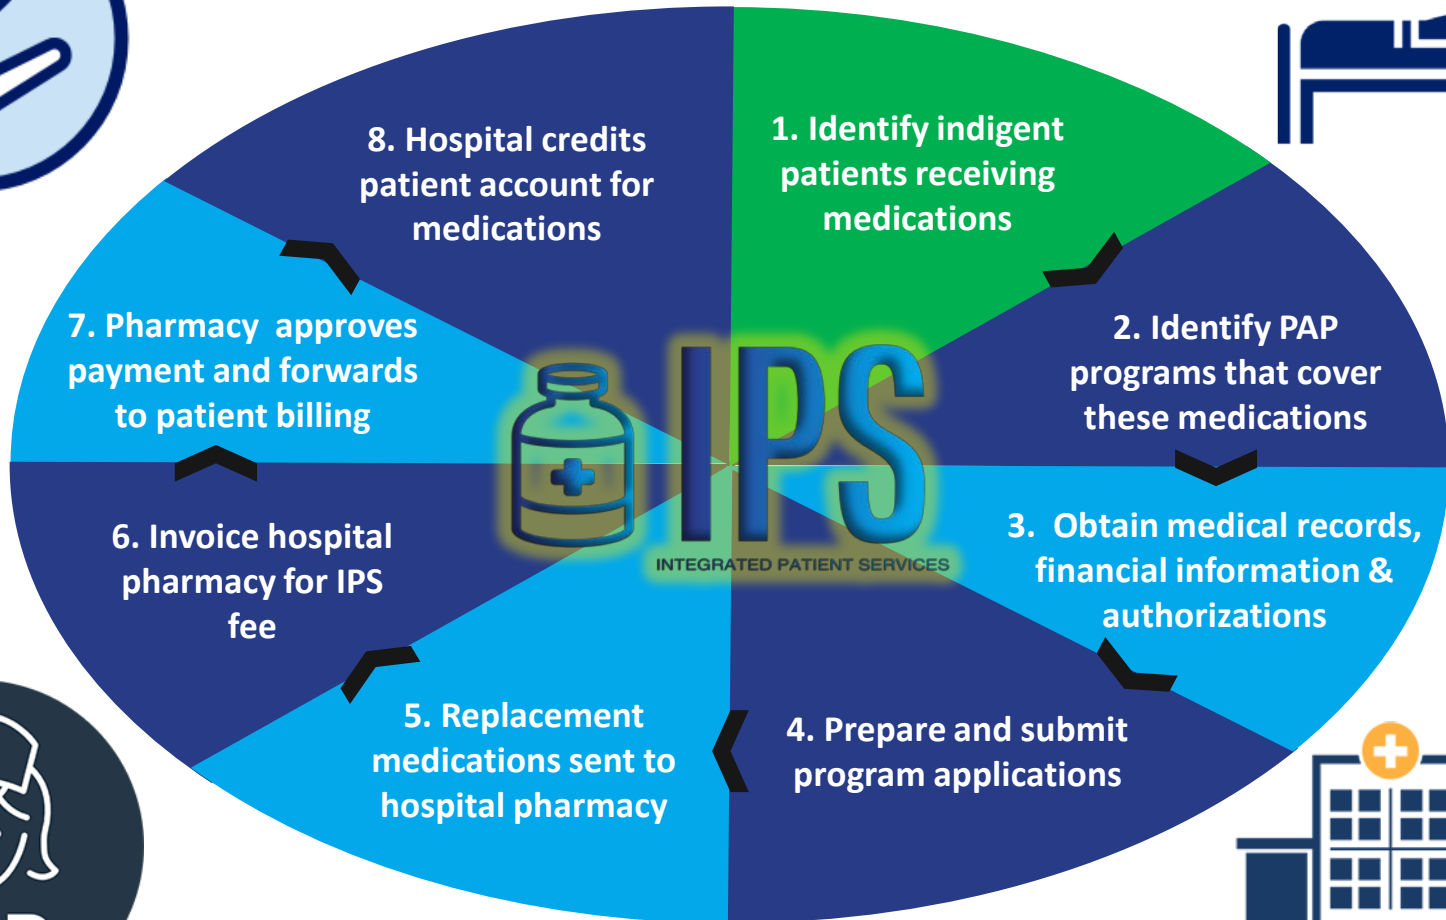 1. Identify indigent
patients receiving
medications
2. Identify PAP
programs that cover
these medications
3.  Obtain medical records,
financial information &
authorizations
4. Prepare and submit
program applications
5. Replacement
medications sent to
hospital pharmacy
6. Invoice hospital
pharmacy for IPS
fee
7. Pharmacy  approves
payment and forwards
to patient billing
8. Hospital credits
patient account for
medications
IPS
INTEGRATED PATIENT SERVICES